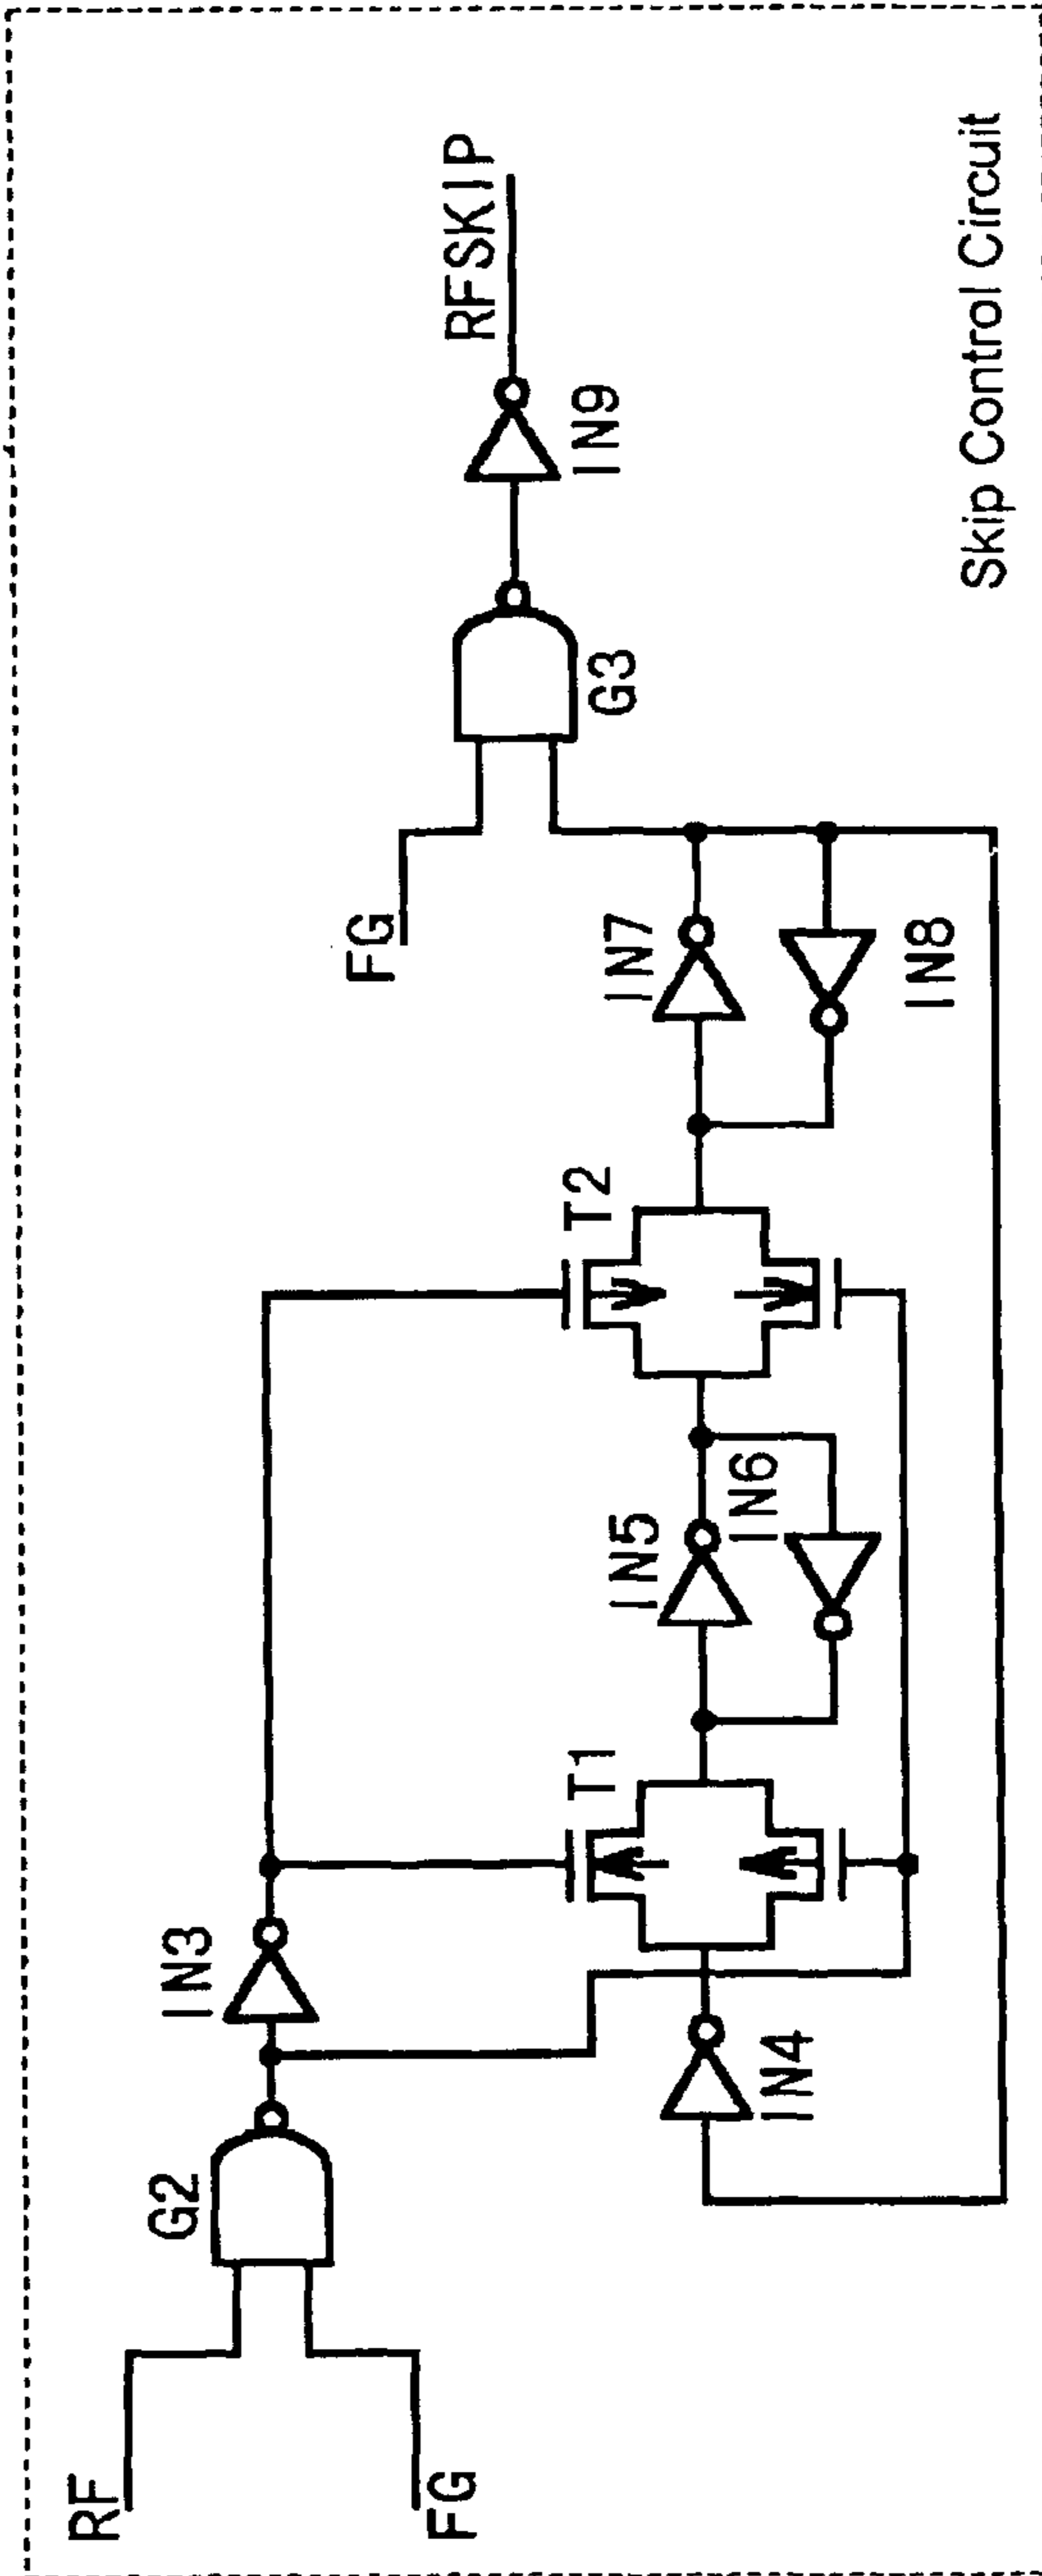 RF
FG
G2
IN3
IN4
T1
IN5
IN6
T2
IN7
IN8
FG
G3
IN9
RFSKIP
Skip Control Circuit